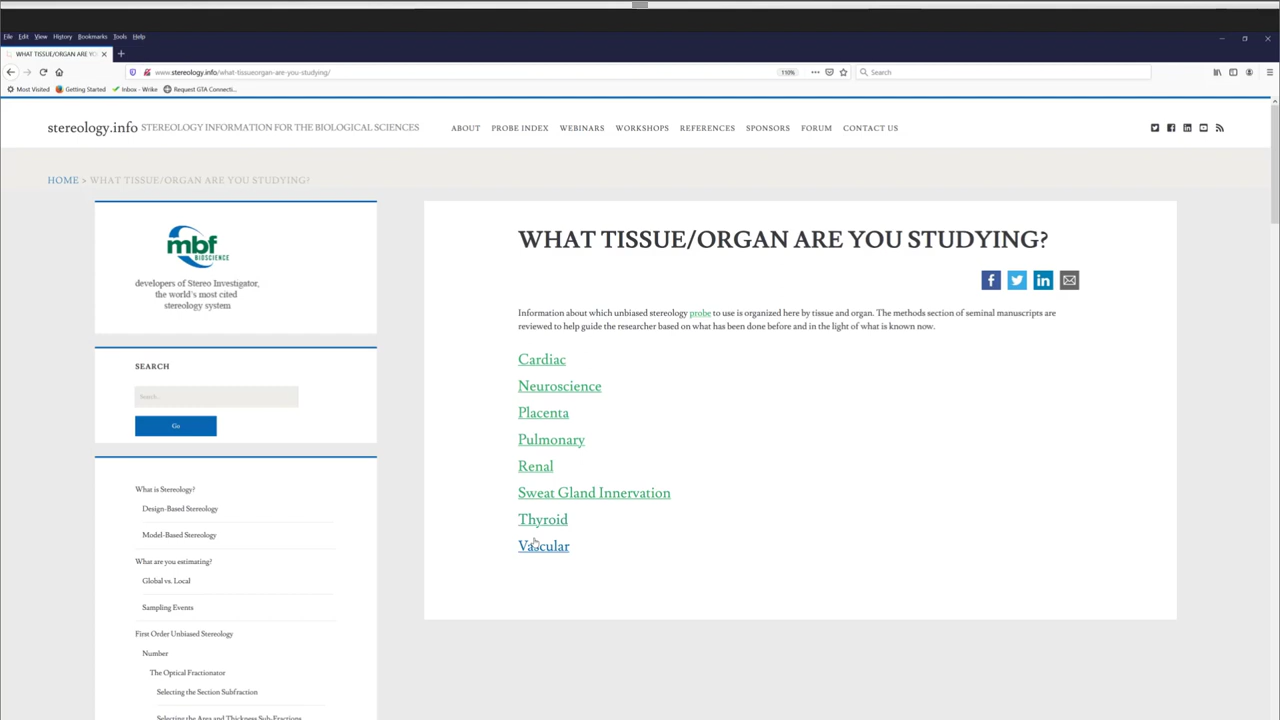 File Edit View History Bookmarks Tools Help
WHAT TISSUE/ORGAN ARE YO
www.stereology.info/what-tissueorgan-are-you-studying/
110%
Search
Most Visited
Getting Started
Inbox - Wrike
Request GTA Connecti...
stereology.info STEREOLOGY INFORMATION FOR THE BIOLOGICAL SCIENCES
ABOUT PROBE INDEX WEBINARS WORKSHOPS REFERENCES SPONSORS FORUM CONTACT US
HOME > WHAT TISSUE/ORGAN ARE YOU STUDYING?
mbf
BIOSCIENCE
developers of Stereo Investigator,
the world's most cited
stereology system
SEARCH
Search...
Go
What is Stereology?
Design-Based Stereology
Model-Based Stereology
What are you estimating?
Global vs. Local
Sampling Events
First Order Unbiased Stereology
Number
The Optical Fractionator
Selecting the Section Subfraction
Selecting the Area and Thickness Sub-Fractions
WHAT TISSUE/ORGAN ARE YOU STUDYING?
Information about which unbiased stereology probe to use is organized here by tissue and organ. The methods section of seminal manuscripts are
reviewed to help guide the researcher based on what has been done before and in the light of what is known now.
Cardiac
Neuroscience
Placenta
Pulmonary
Renal
Sweat Gland Innervation
Thyroid
Vascular